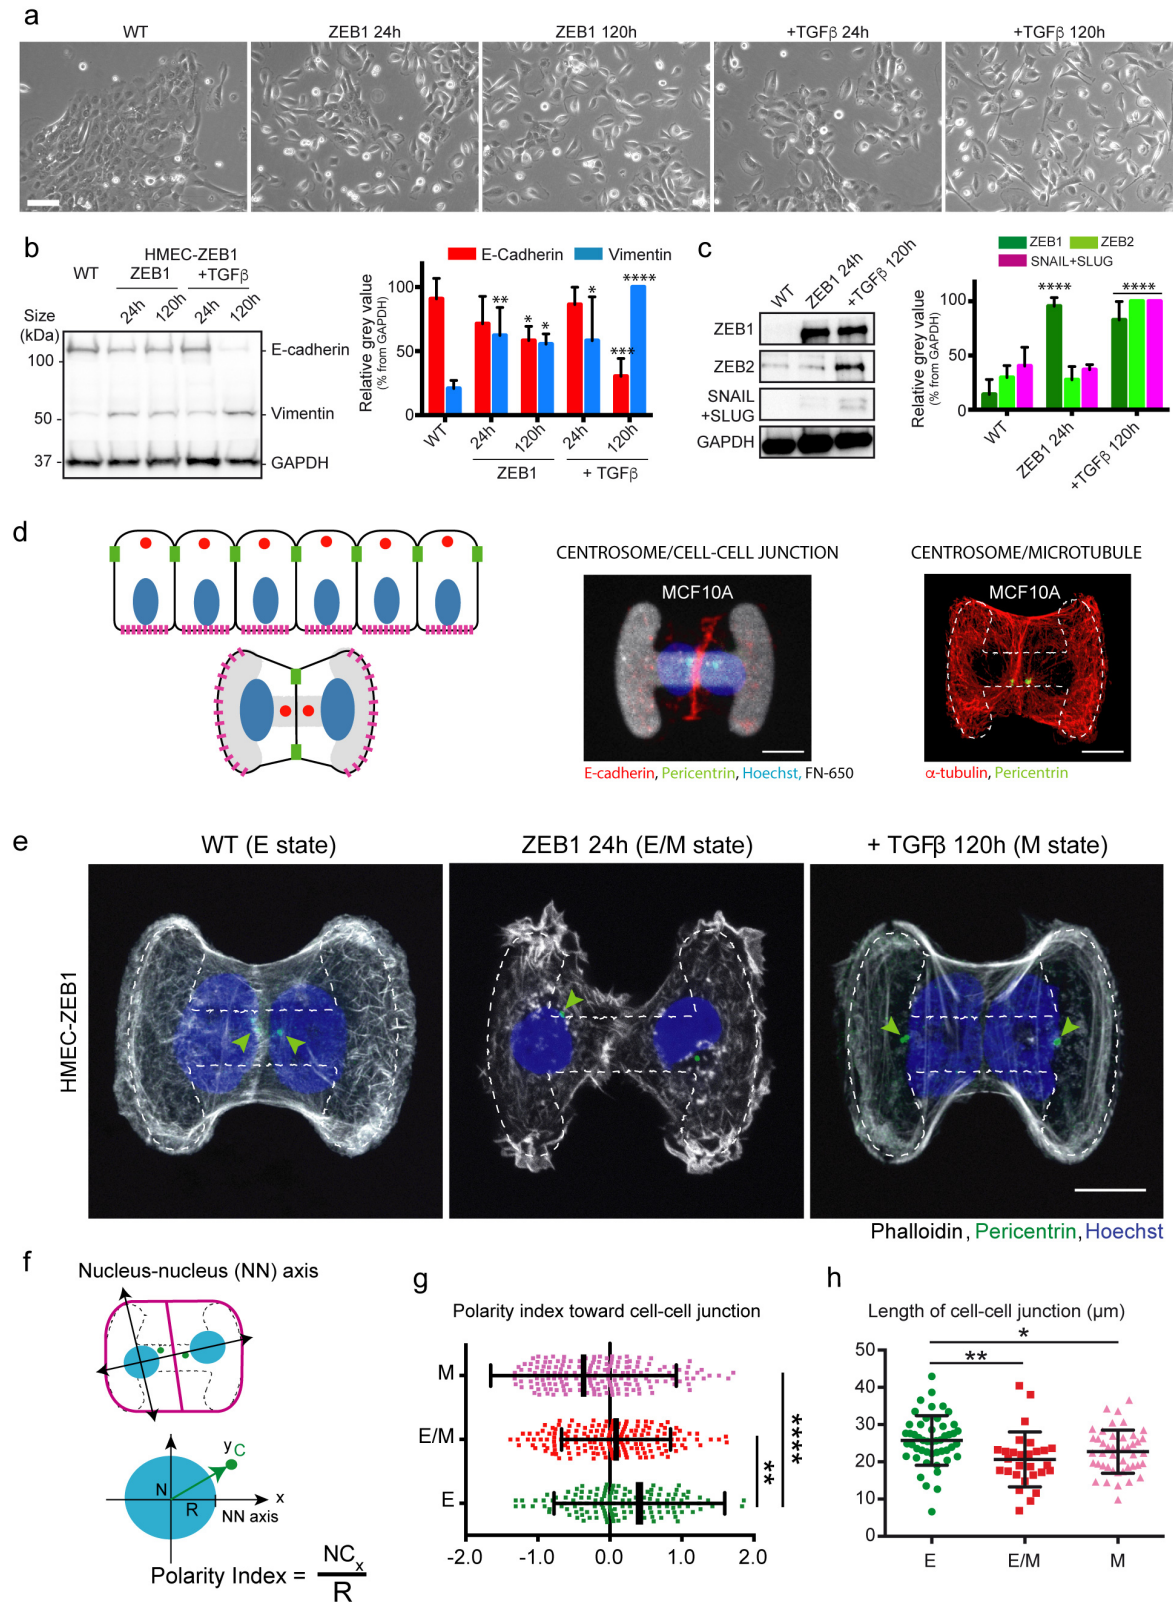 a
WT
ZEB1 24h
ZEB1 120h
+TGFβ 24h
+TGFβ 120h
b
HMEC-ZEB1
WT
ZEB1
+TGFβ
24h
120h
24h
120h
Size
(kDa)
100
50
37
E-cadherin
Vimentin
GAPDH
E-Cadherin
Vimentin
Relative grey value
(% from GAPDH)
100
50
0
**
*
*
*
***
****
WT
24h
120h
24h
120h
ZEB1
+ TGFβ
c
WT
ZEB1 24h
+TGFβ 120h
ZEB1
ZEB2
SNAIL
+SLUG
GAPDH
ZEB1
ZEB2
SNAIL+SLUG
Relative grey value
(% from GAPDH)
100
50
0
****
****
WT
ZEB1 24h
+TGFβ 120h
d
CENTROSOME/CELL-CELL JUNCTION
MCF10A
E-cadherin, Pericentrin, Hoechst, FN-650
CENTROSOME/MICROTUBULE
MCF10A
α-tubulin, Pericentrin
e
WT (E state)
ZEB1 24h (E/M state)
+ TGFβ 120h (M state)
HMEC-ZEB1
Phalloidin, Pericentrin, Hoechst
f
Nucleus-nucleus (NN) axis
y
C
N
R
x
NN axis
Polarity Index = NCx
R
g
Polarity index toward cell-cell junction
M
E/M
E
**
****
-2.0
-1.0
0.0
1.0
2.0
h
Length of cell-cell junction (µm)
*
**
50
40
30
20
10
0
E
E/M
M